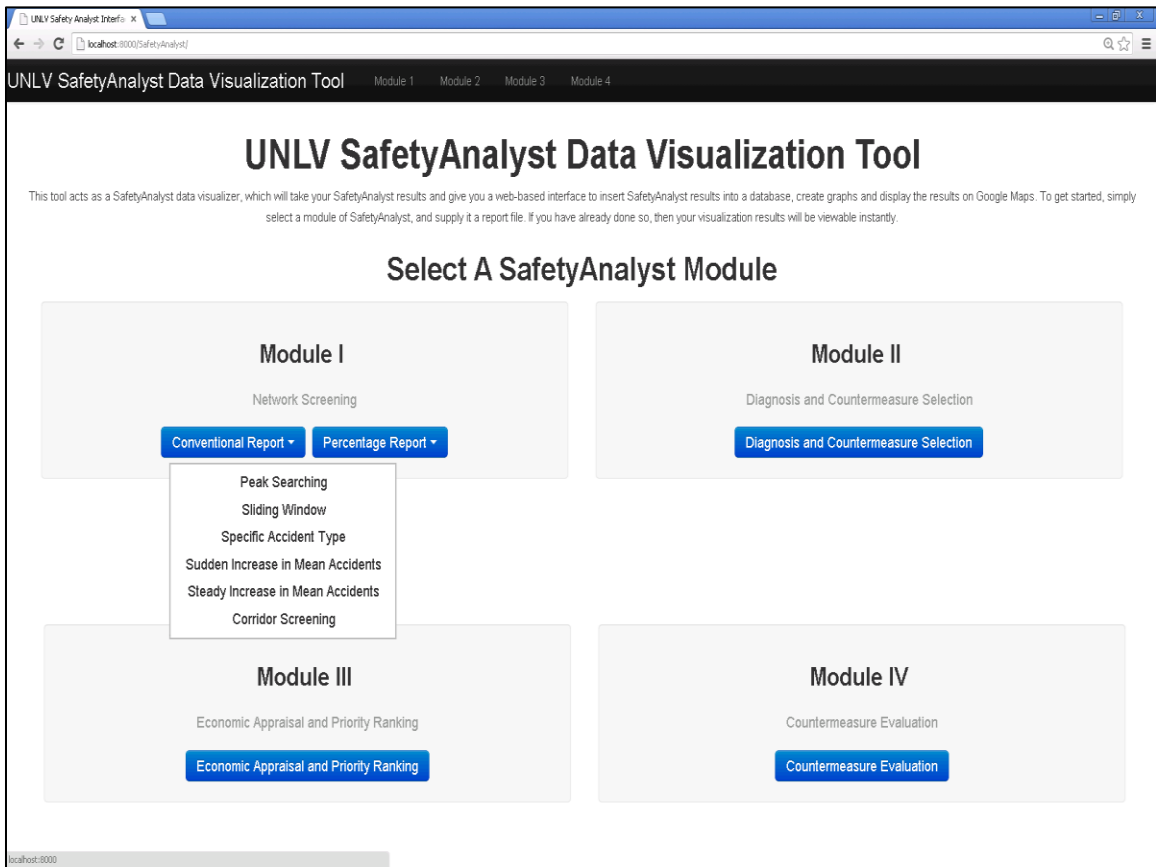 UNLV Safety Analyst Interfa
localhost:8000/SafetyAnalyst/
UNLV SafetyAnalyst Data Visualization Tool Module 1 Module 2 Module 3 Module 4
UNLV SafetyAnalyst Data Visualization Tool
This tool acts as a SafetyAnalyst data visualizer, which will take your SafetyAnalyst results and give you a web-based interface to insert SafetyAnalyst results into a database, create graphs and display the results on Google Maps. To get started, simply
select a module of SafetyAnalyst, and supply it a report file. If you have already done so, then your visualization results will be viewable instantly.
Select A SafetyAnalyst Module
Module I
Network Screening
Conventional Report Percentage Report
Peak Searching
Sliding Window
Specific Accident Type
Sudden Increase in Mean Accidents
Steady Increase in Mean Accidents
Corridor Screening
Module II
Diagnosis and Countermeasure Selection
Diagnosis and Countermeasure Selection
Module III
Economic Appraisal and Priority Ranking
Economic Appraisal and Priority Ranking
Module IV
Countermeasure Evaluation
Countermeasure Evaluation
localhost:8000